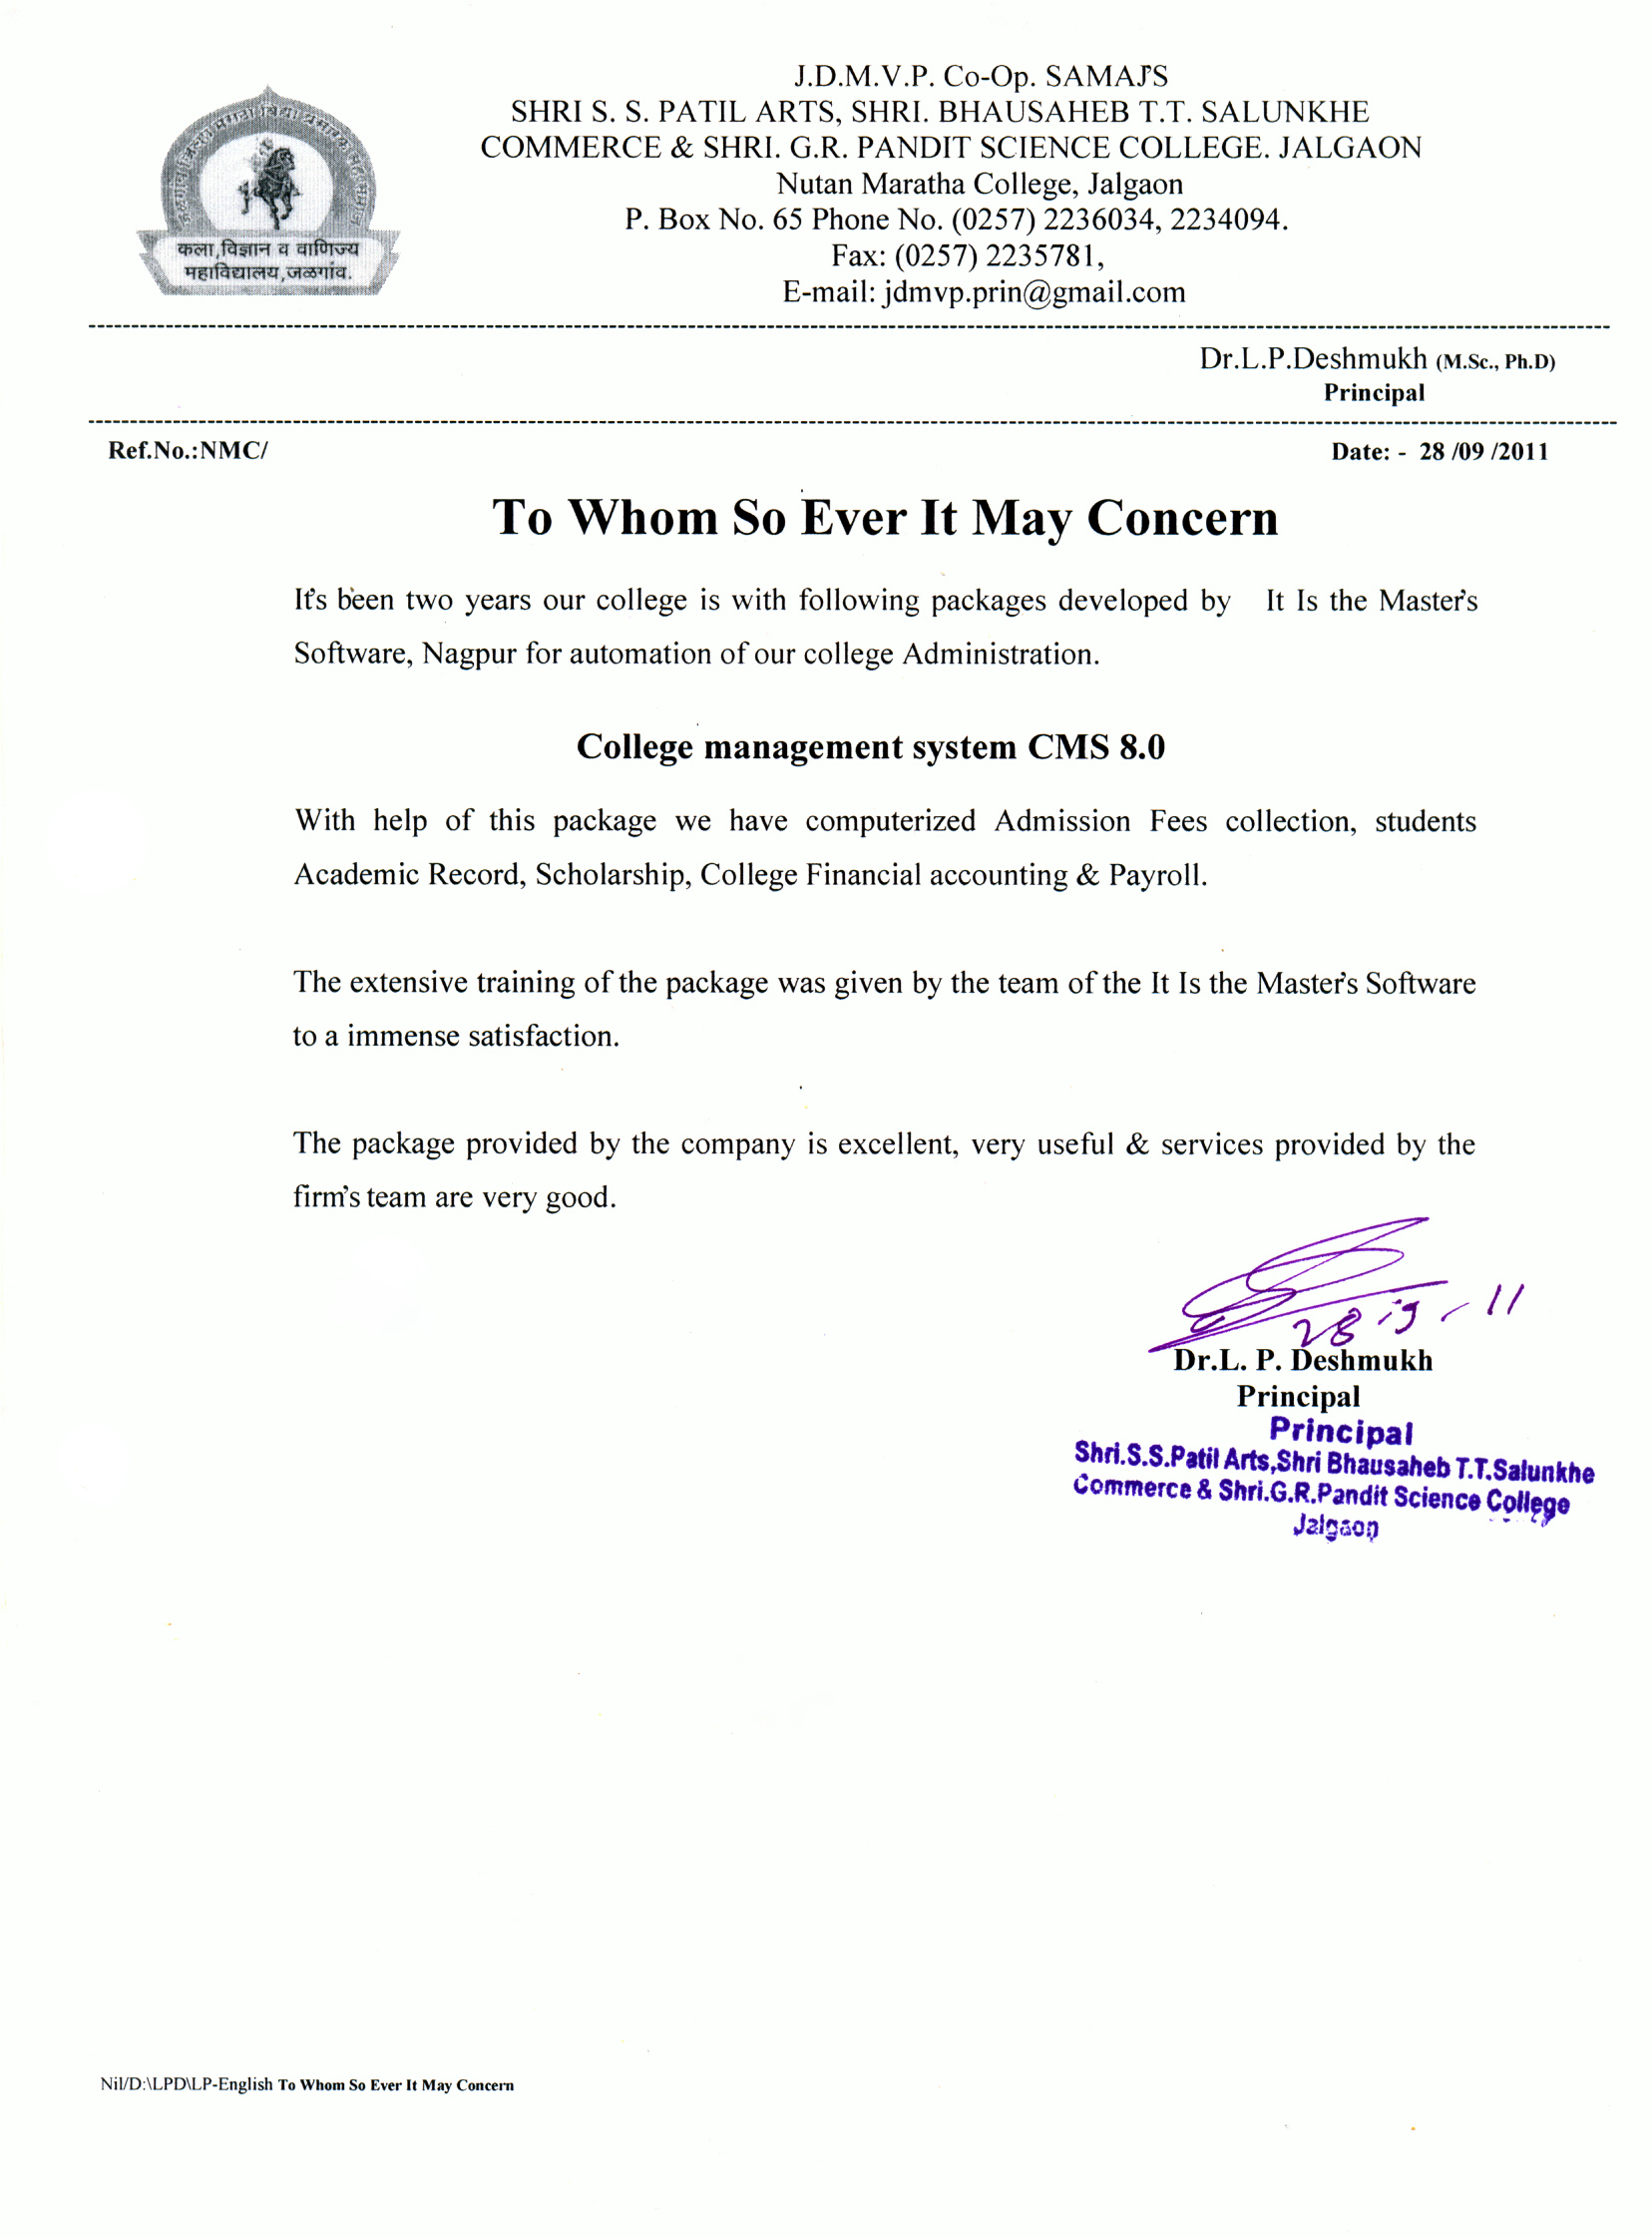 J.D.M.V.P. Co-Op. SAMAJ'S
SHRI S. S. PATIL ARTS, SHRI. BHAUSAHEB T.T. SALUNKHE
COMMERCE & SHRI. G.R. PANDIT SCIENCE COLLEGE. JALGAON
Nutan Maratha College, Jalgaon
P. Box No. 65 Phone No. (0257) 2236034, 2234094.
Fax: (0257) 2235781,
E-mail: jdmvp.prin@gmail.com
कला,विज्ञान व वाणिज्य
महाविद्यालय,जळगांव.
Dr.L.P.Deshmukh (M.Sc., Ph.D)
Principal
Ref.No.:NMC/ Date: - 28 /09 /2011
To Whom So Ever It May Concern
It's been two years our college is with following packages developed by It Is the Master's
Software, Nagpur for automation of our college Administration.
College management system CMS 8.0
With help of this package we have computerized Admission Fees collection, students
Academic Record, Scholarship, College Financial accounting & Payroll.
The extensive training of the package was given by the team of the It Is the Master's Software
to a immense satisfaction.
The package provided by the company is excellent, very useful & services provided by the
firm's team are very good.
28-9-11
Dr.L. P. Deshmukh
Principal
Principal
Shri.S.S.Patil Arts,Shri Bhausaheb T.T.Salunkhe
Commerce & Shri.G.R.Pandit Science College
Jalgaon
Nil/D:\LPD\LP-English To Whom So Ever It May Concern